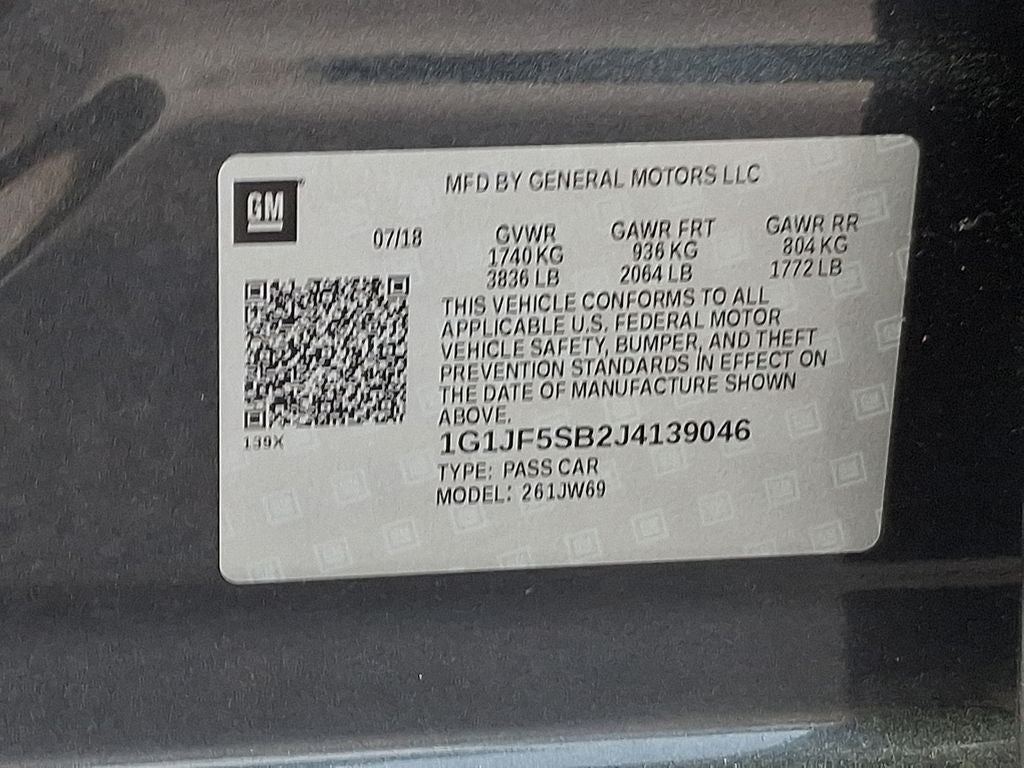 GM
MFD BY GENERAL MOTORS LLC
07/18 GVWR GAWR FRT GAWR RR
1740 KG 936 KG 804 KG
3836 LB 2064 LB 1772 LB
THIS VEHICLE CONFORMS TO ALL
APPLICABLE U.S. FEDERAL MOTOR
VEHICLE SAFETY, BUMPER, AND THEFT
PREVENTION STANDARDS IN EFFECT ON
THE DATE OF MANUFACTURE SHOWN
ABOVE.
139X
1G1JF5SB2J4139046
TYPE: PASS CAR
MODEL: 261JW69